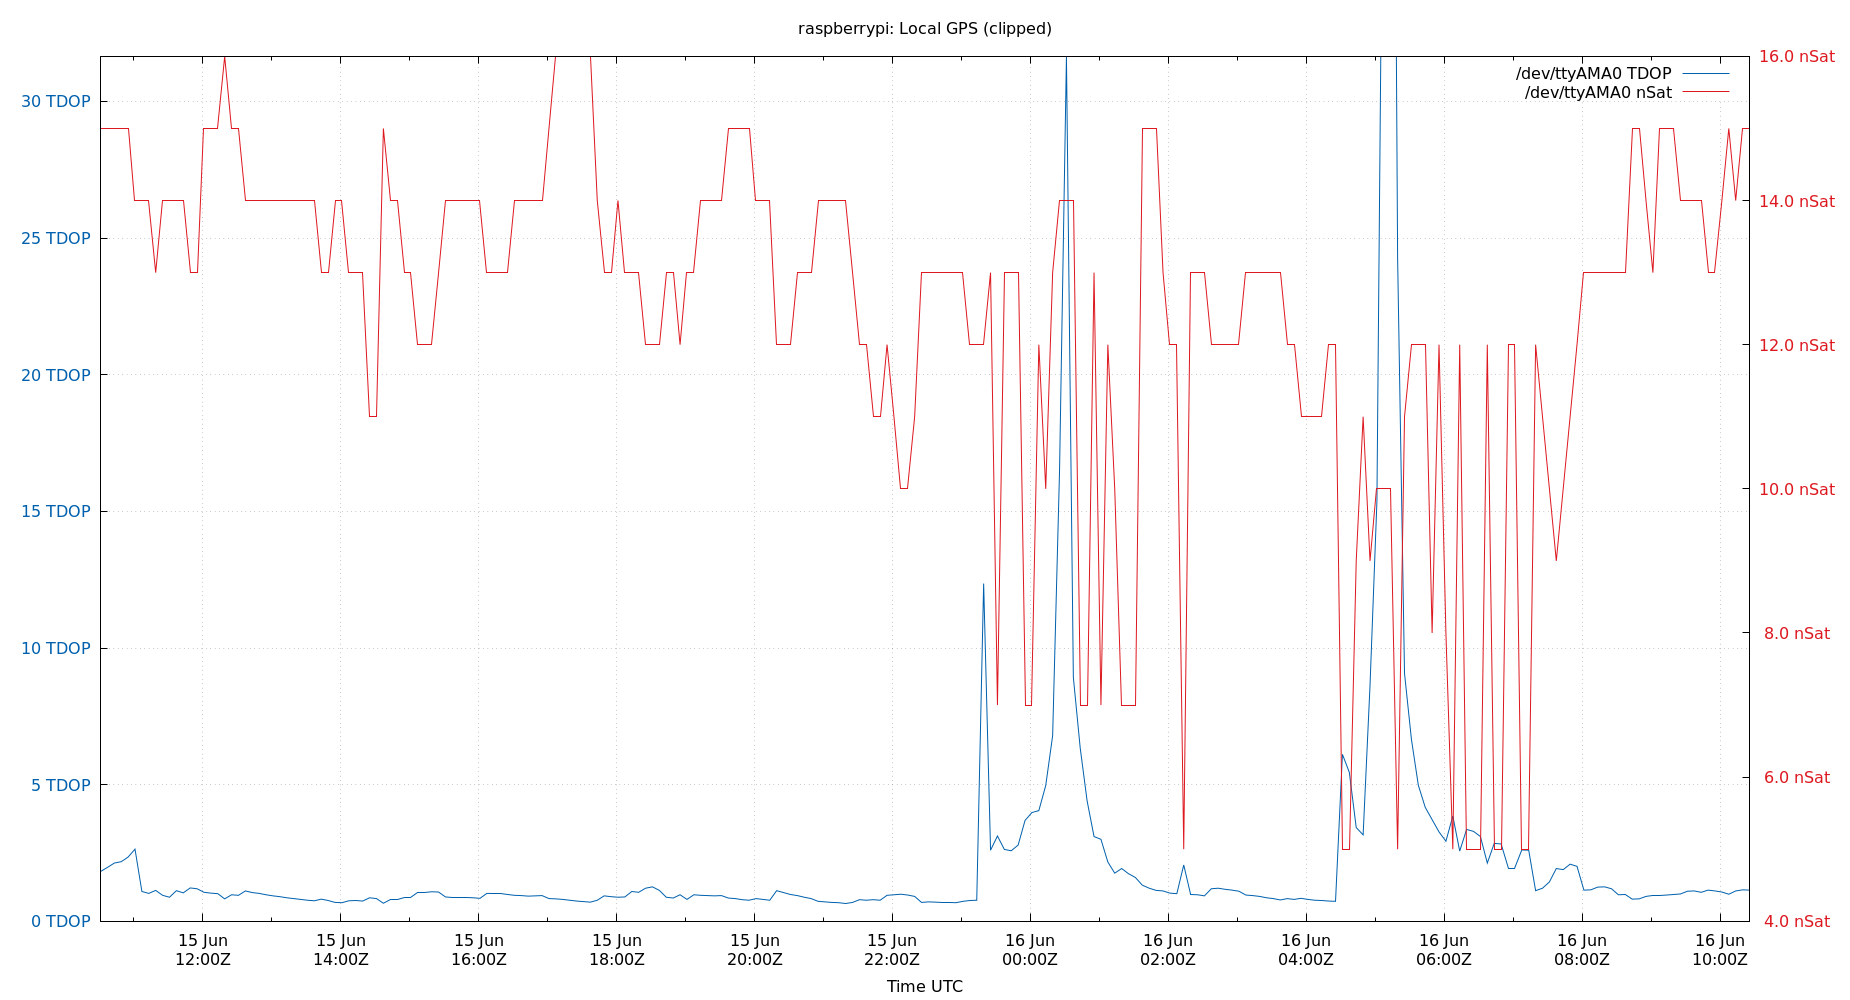 raspberrypi: Local GPS (clipped)
/dev/ttyAMA0 TDOP
/dev/ttyAMA0 nSat
30 TDOP
25 TDOP
20 TDOP
15 TDOP
10 TDOP
5 TDOP
0 TDOP
16.0 nSat
14.0 nSat
12.0 nSat
10.0 nSat
8.0 nSat
6.0 nSat
4.0 nSat
15 Jun
12:00Z
15 Jun
14:00Z
15 Jun
16:00Z
15 Jun
18:00Z
15 Jun
20:00Z
15 Jun
22:00Z
16 Jun
00:00Z
16 Jun
02:00Z
16 Jun
04:00Z
16 Jun
06:00Z
16 Jun
08:00Z
16 Jun
10:00Z
Time UTC